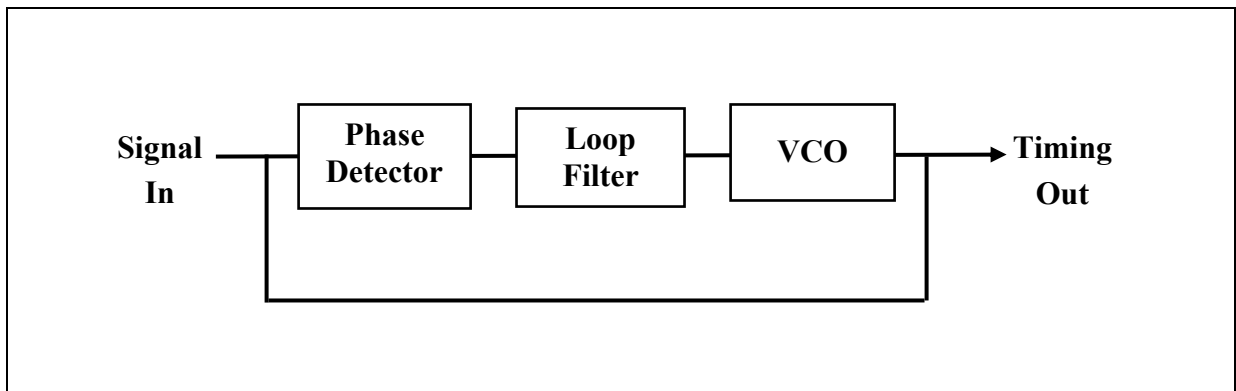 Signal
In
Phase
Detector
Loop
Filter
VCO
Timing
Out